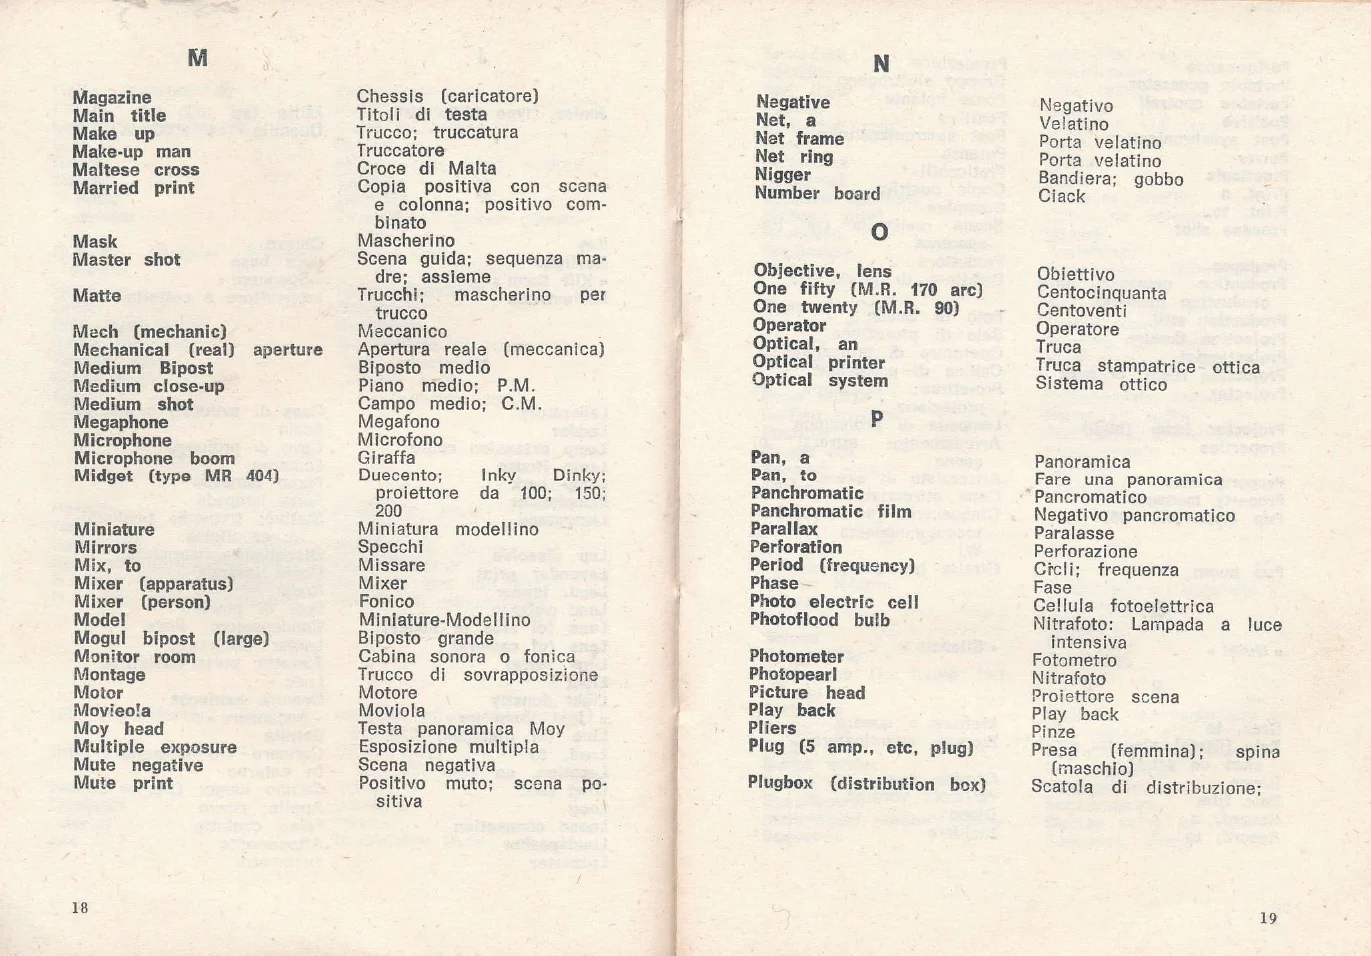 M
Magazine Chessis (caricatore)
Main title Titoli di testa
Make up Trucco; truccatura
Make-up man Truccatore
Maltese cross Croce di Malta
Married print Copia positiva con scena
e colonna; positivo com-
binato
Mask Mascherino
Master shot Scena guida; sequenza ma-
dre; assieme
Matte Trucchi; mascherino per
trucco
Mech (mechanic) Meccanico
Mechanical (real) aperture Apertura reale (meccanica)
Medium Bipost Biposto medio
Medium close-up Piano medio; P.M.
Medium shot Campo medio; C.M.
Megaphone Megafono
Microphone Microfono
Microphone boom Giraffa
Midget (type MR 404) Duecento; Inky Dinky;
proiettore da 100; 150;
200
Miniature Miniatura modellino
Mirrors Specchi
Mix, to Missare
Mixer (apparatus) Mixer
Mixer (person) Fonico
Model Miniature-Modellino
Mogul bipost (large) Biposto grande
Monitor room Cabina sonora o fonica
Montage Trucco di sovrapposizione
Motor Motore
Movieola Moviola
Moy head Testa panoramica Moy
Multiple exposure Esposizione multipla
Mute negative Scena negativa
Mute print Positivo muto; scena po-
sitiva
18
N
Negative Negativo
Net, a Velatino
Net frame Porta velatino
Net ring Porta velatino
Nigger Bandiera; gobbo
Number board Ciack
O
Objective, lens Obiettivo
One fifty (M.R. 170 arc) Centocinquanta
One twenty (M.R. 90) Centoventi
Operator Operatore
Optical, an Truca
Optical printer Truca stampatrice ottica
Optical system Sistema ottico
P
Pan, a Panoramica
Pan, to Fare una panoramica
Panchromatic Pancromatico
Panchromatic film Negativo pancromatico
Parallax Paralasse
Perforation Perforazione
Period (frequency) Circli; frequenza
Phase Fase
Photo electric cell Cellula fotoelettrica
Photoflood bulb Nitrafoto: Lampada a luce
intensiva
Photometer Fotometro
Photopearl Nitrafoto
Picture head Proiettore scena
Play back Play back
Pliers Pinze
Plug (5 amp., etc, plug) Presa (femmina); spina
(maschio)
Plugbox (distribution box) Scatola di distribuzione;
19